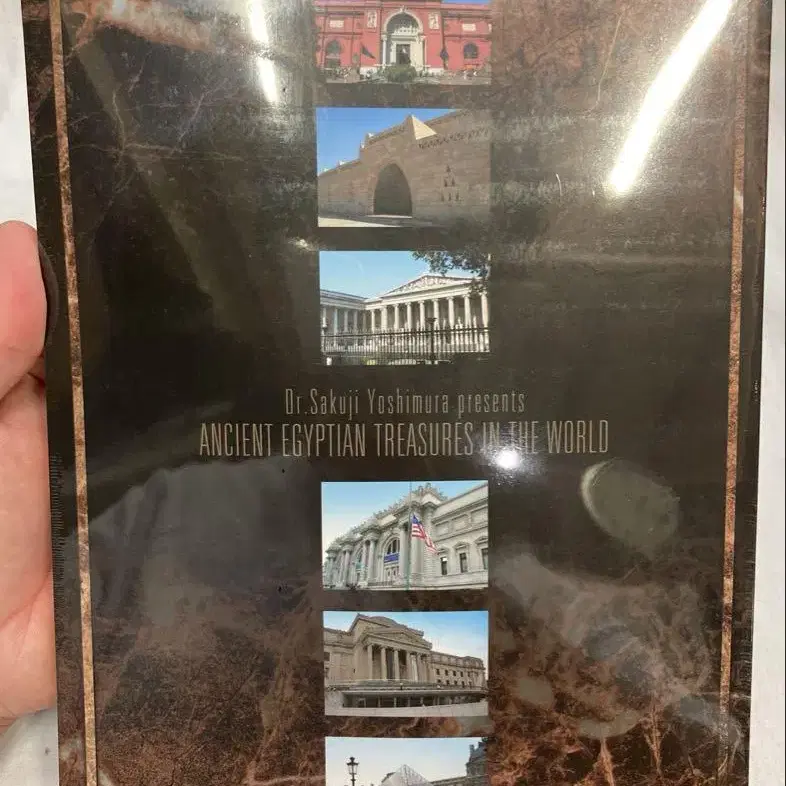 Dr.Sakuji Yoshimura presents
ANCIENT EGYPTIAN TREASURES IN THE WORLD